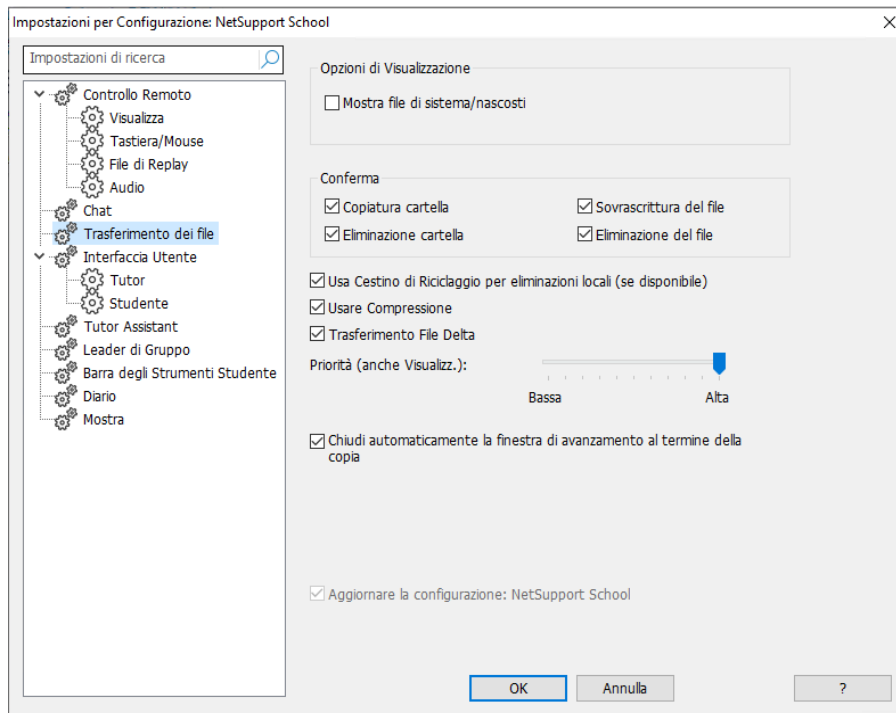 Impostazioni per Configurazione: NetSupport School
Impostazioni di ricerca
Controllo Remoto
Visualizza
Tastiera/Mouse
File di Replay
Audio
Chat
Trasferimento dei file
Interfaccia Utente
Tutor
Studente
Tutor Assistant
Leader di Gruppo
Barra degli Strumenti Studente
Diario
Mostra
Opzioni di Visualizzazione
Mostra file di sistema/nascosti
Conferma
Copiatura cartella
Sovrascrittura del file
Eliminazione cartella
Eliminazione del file
Usa Cestino di Riciclaggio per eliminazioni locali (se disponibile)
Usare Compressione
Trasferimento File Delta
Priorità (anche Visualizz.):
Bassa
Alta
Chiudi automaticamente la finestra di avanzamento al termine della
copia
Aggiornare la configurazione: NetSupport School
OK
Annulla
?